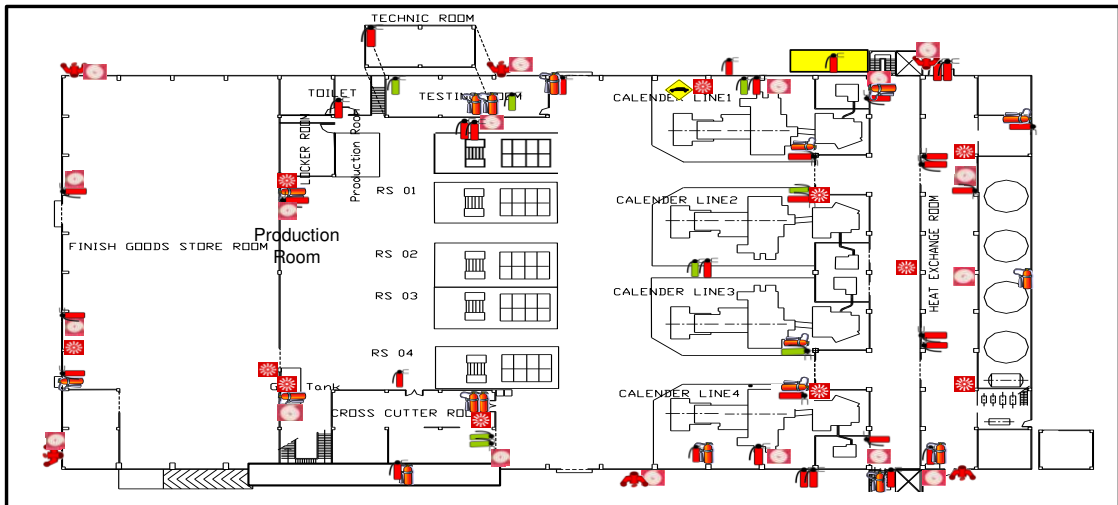 TECHNIC ROOM
TOILET
TESTING ROOM
CALENDER LINE1
LOCKER ROOM
Production Room
RS 01
CALENDER LINE2
FINISH GOODS STORE ROOM
Production
Room
HEAT EXCHANGE ROOM
RS 02
RS 03
CALENDER LINE3
RS 04
Tank
CROSS CUTTER ROOM
CALENDER LINE4